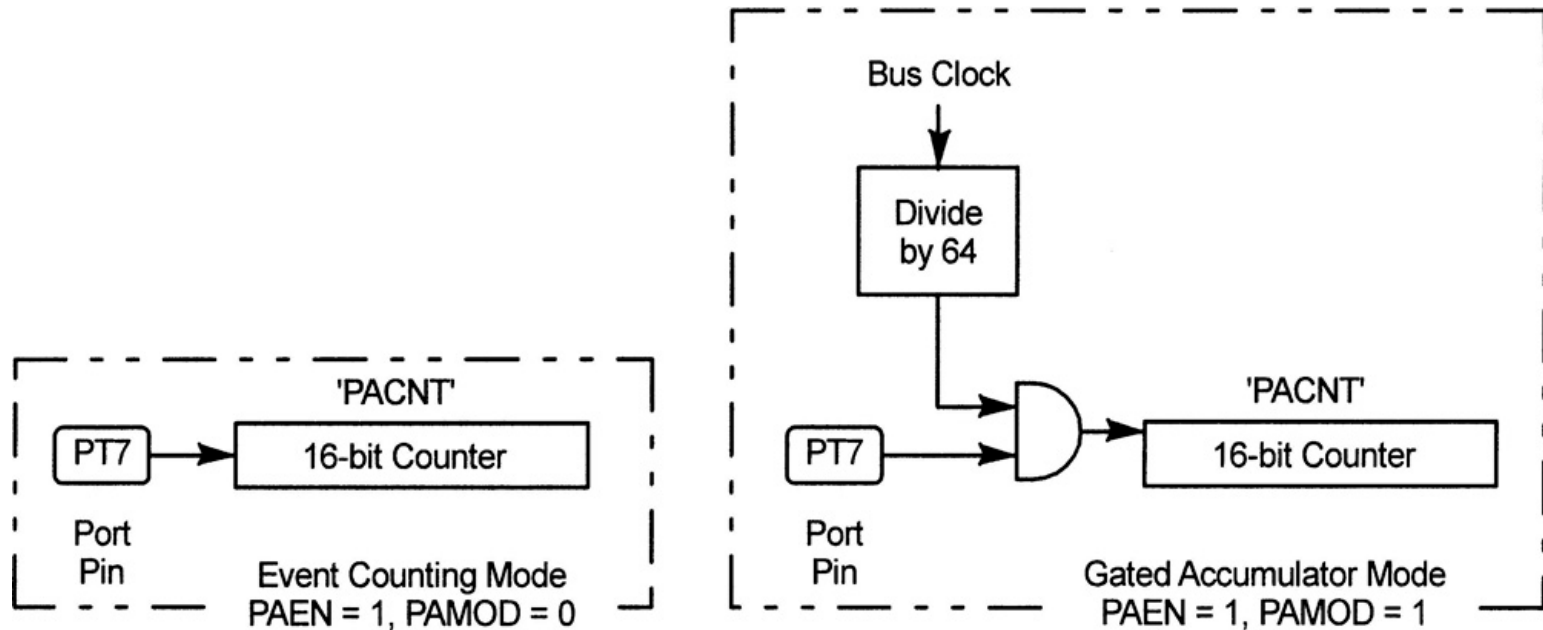 'PACNT'
PT7
16-bit Counter
Port
Pin
Event Counting Mode
PAEN = 1, PAMOD = 0
Bus Clock
Divide
by 64
'PACNT'
PT7
16-bit Counter
Port
Pin
Gated Accumulator Mode
PAEN = 1, PAMOD = 1